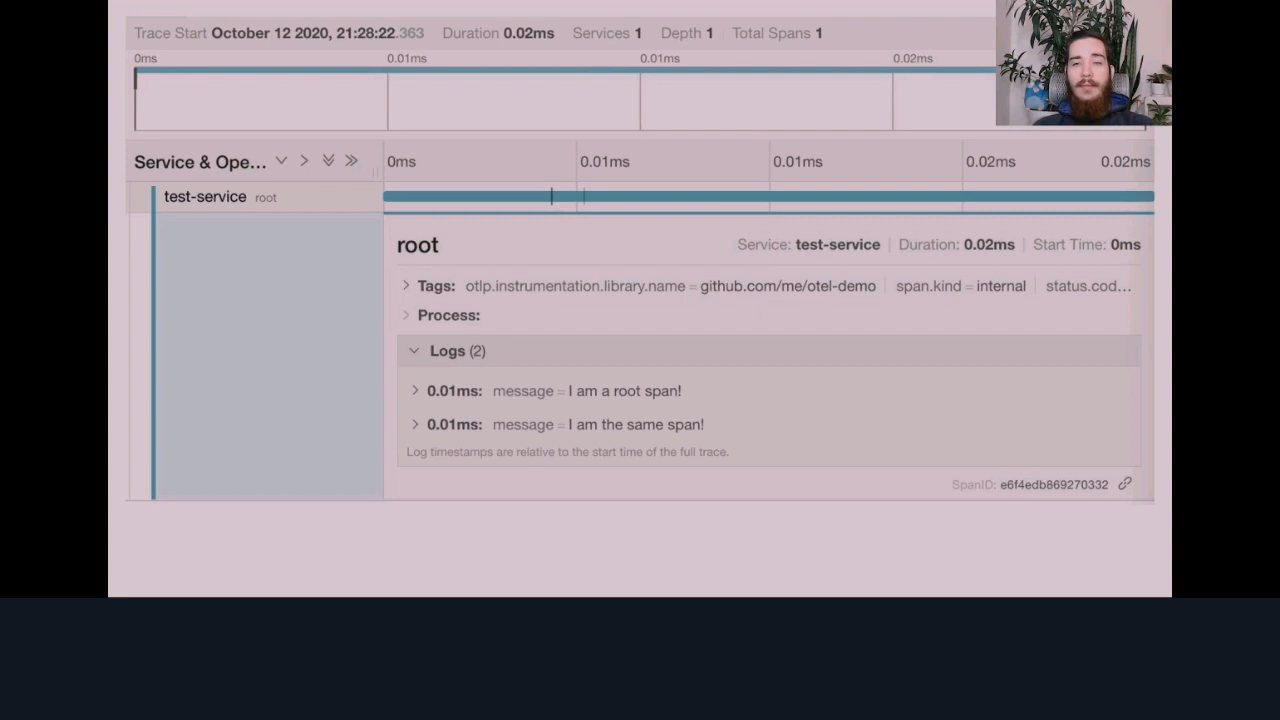 Trace Start October 12 2020, 21:28:22.363 Duration 0.02ms Services 1 Depth 1 Total Spans 1
0ms 0.01ms 0.01ms 0.02ms
Service & Ope... 0ms 0.01ms 0.01ms 0.02ms 0.02ms
test-service root
root Service: test-service Duration: 0.02ms Start Time: 0ms
Tags: otlp.instrumentation.library.name = github.com/me/otel-demo span.kind = internal status.cod...
Process:
Logs (2)
0.01ms: message = I am a root span!
0.01ms: message = I am the same span!
Log timestamps are relative to the start time of the full trace.
SpanID: e6f4edb869270332